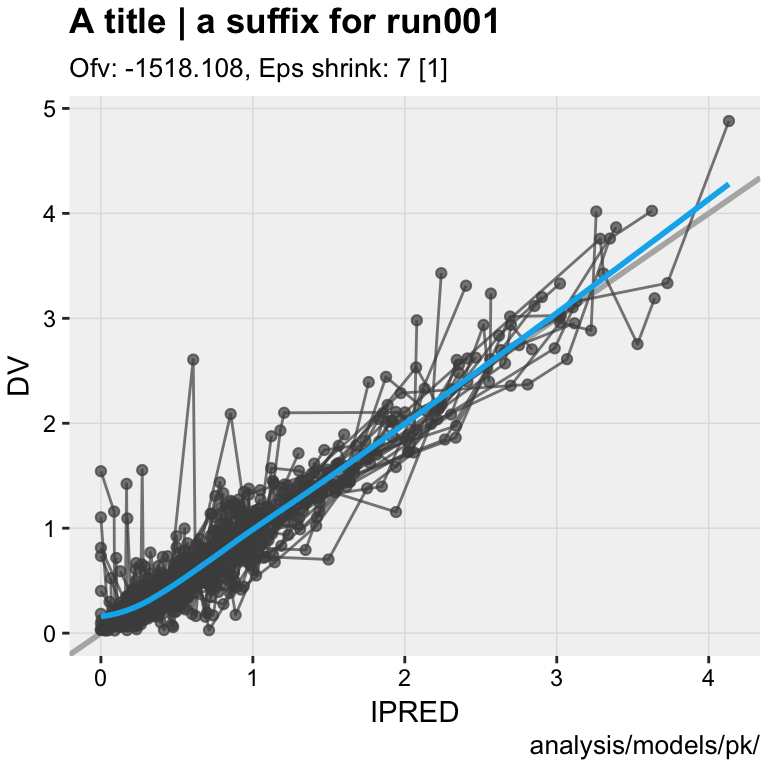 A title | a suffix for run001
Ofv: -1518.108, Eps shrink: 7 [1]
5
4
3
2
1
0
DV
0 1 2 3 4
IPRED
analysis/models/pk/